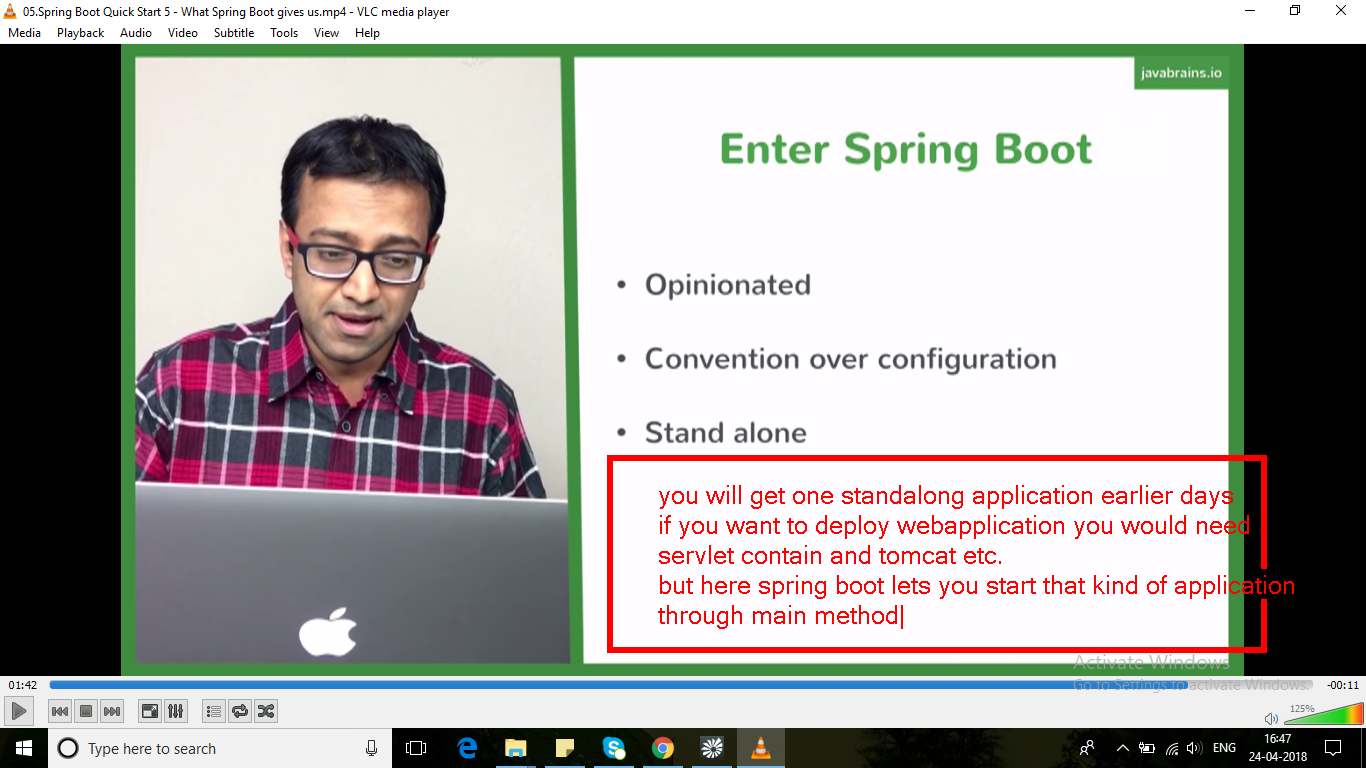 05.Spring Boot Quick Start 5 - What Spring Boot gives us.mp4 - VLC media player
Media Playback Audio Video Subtitle Tools View Help
javabrains.io
Enter Spring Boot
• Opinionated
• Convention over configuration
• Stand alone
you will get one standalong application earlier days
if you want to deploy webapplication you would need
servlet contain and tomcat etc.
but here spring boot lets you start that kind of application
through main method
Activate Windows
Go to Settings to activate Windows.
01:42 -00:11
125%
Type here to search
ENG
16:47
24-04-2018